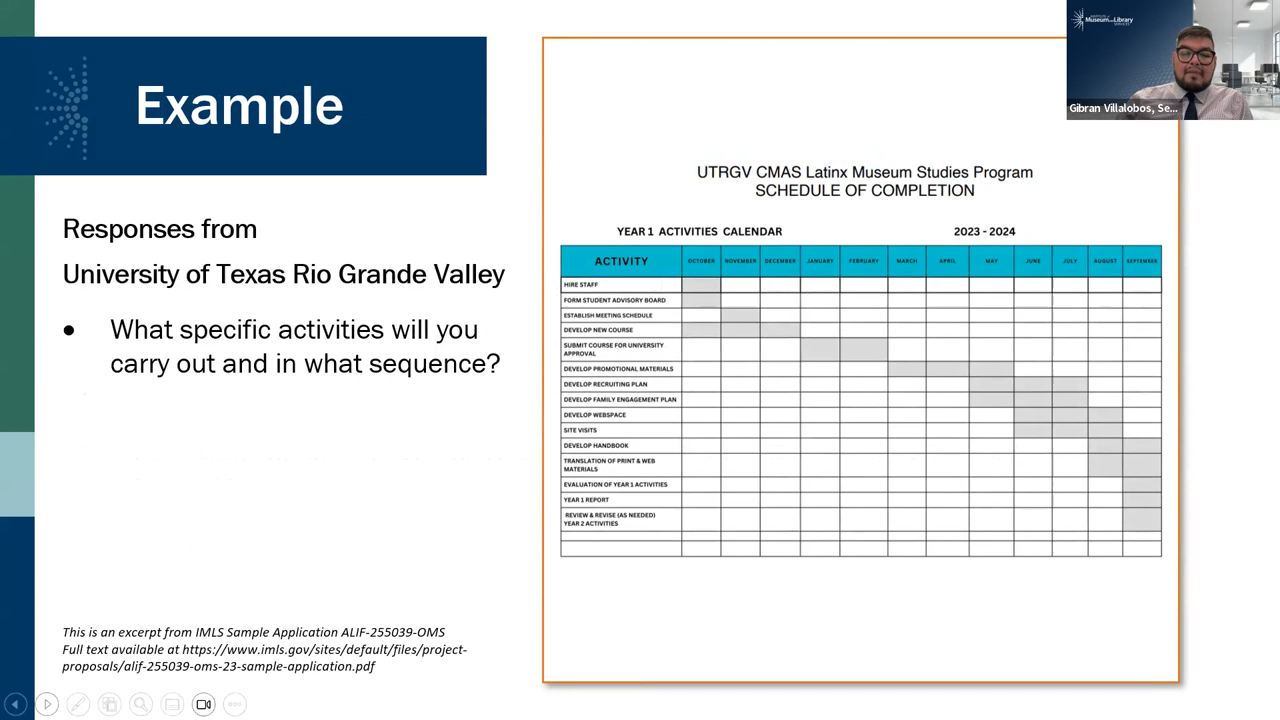 Example
Responses from
University of Texas Rio Grande Valley
• What specific activities will you
carry out and in what sequence?
This is an excerpt from IMLS Sample Application ALIF-255039-OMS
Full text available at https://www.imls.gov/sites/default/files/project-
proposals/alif-255039-oms-23-sample-application.pdf
UTRGV CMAS Latinx Museum Studies Program
SCHEDULE OF COMPLETION
YEAR 1 ACTIVITIES CALENDAR 2023 - 2024
ACTIVITY OCTOBER NOVEMBER DECEMBER JANUARY FEBRUARY MARCH APRIL MAY JUNE JULY AUGUST SEPTEMBER
HIRE STAFF
FORM STUDENT ADVISORY BOARD
ESTABLISH MEETING SCHEDULE
DEVELOP NEW COURSE
SUBMIT COURSE FOR UNIVERSITY
APPROVAL
DEVELOP PROMOTIONAL MATERIALS
DEVELOP RECRUITING PLAN
DEVELOP FAMILY ENGAGEMENT PLAN
DEVELOP WEBSPACE
SITE VISITS
DEVELOP HANDBOOK
TRANSLATION OF PRINT & WEB
MATERIALS
EVALUATION OF YEAR 1 ACTIVITIES
YEAR 1 REPORT
REVIEW & REVISE (AS NEEDED)
YEAR 2 ACTIVITIES
Museum and Library
Gibran Villalobos, Se...